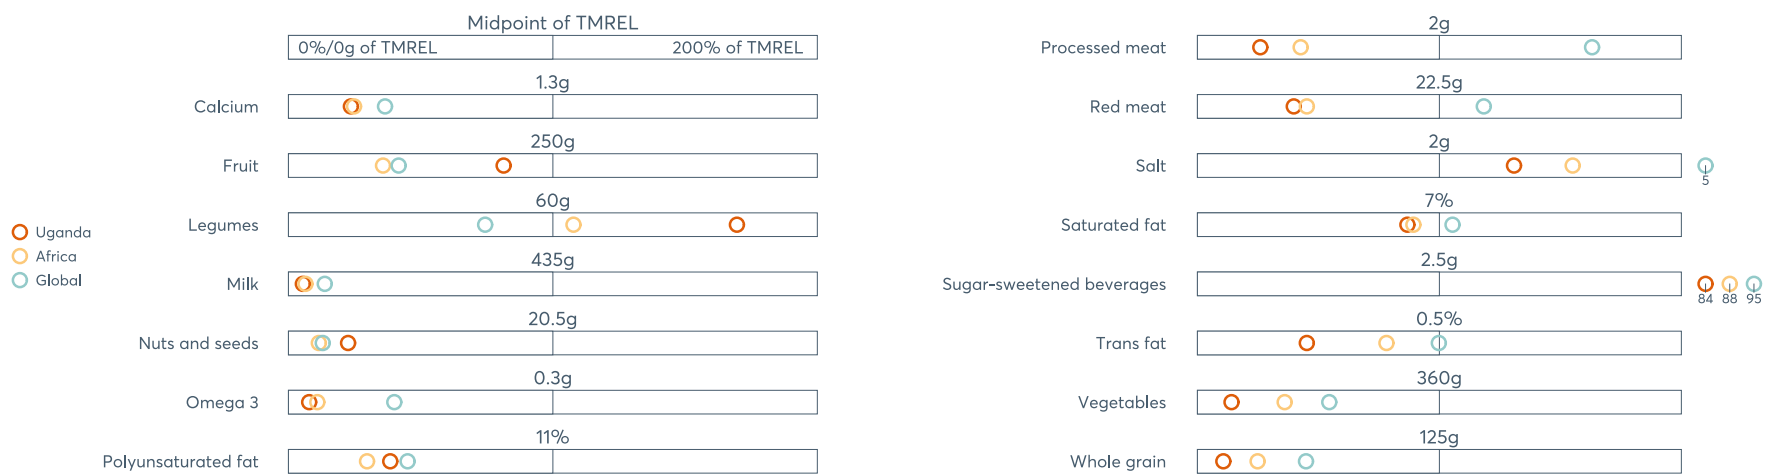 Midpoint of TMREL
0%/0g of TMREL 200% of TMREL
1.3g
Calcium
250g
Fruit
60g
Legumes
435g
Milk
20.5g
Nuts and seeds
0.3g
Omega 3
11%
Polyunsaturated fat
Uganda
Africa
Global
2g
Processed meat
22.5g
Red meat
2g
Salt
5
7%
Saturated fat
2.5g
Sugar-sweetened beverages
84 88 95
0.5%
Trans fat
360g
Vegetables
125g
Whole grain